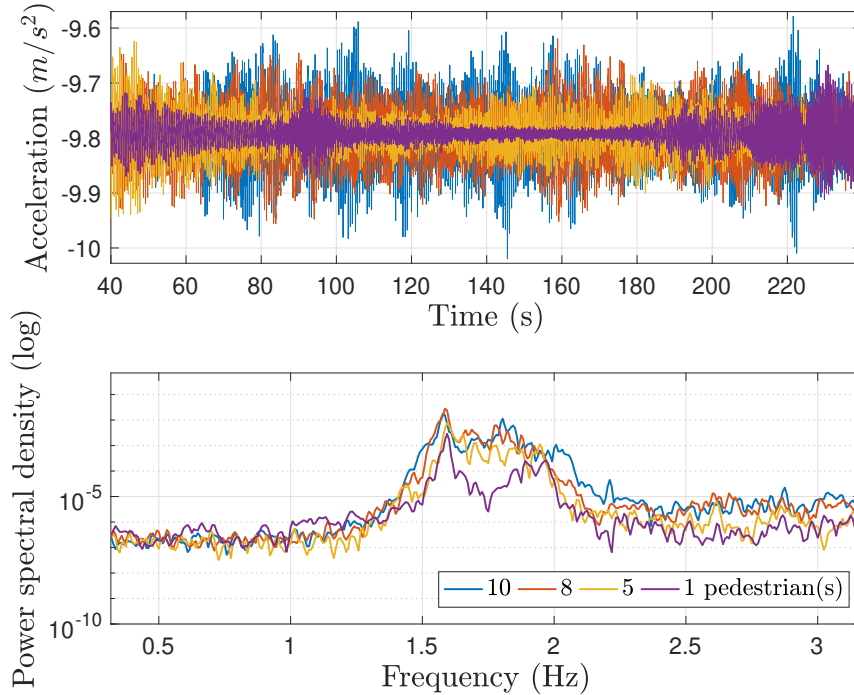 Acceleration (m/s²)
-9.6
-9.7
-9.8
-9.9
-10
40 60 80 100 120 140 160 180 200 220
Time (s)
Power spectral density (log)
10⁻⁵
10⁻¹⁰
10 8 5 1 pedestrian(s)
0.5 1 1.5 2 2.5 3
Frequency (Hz)